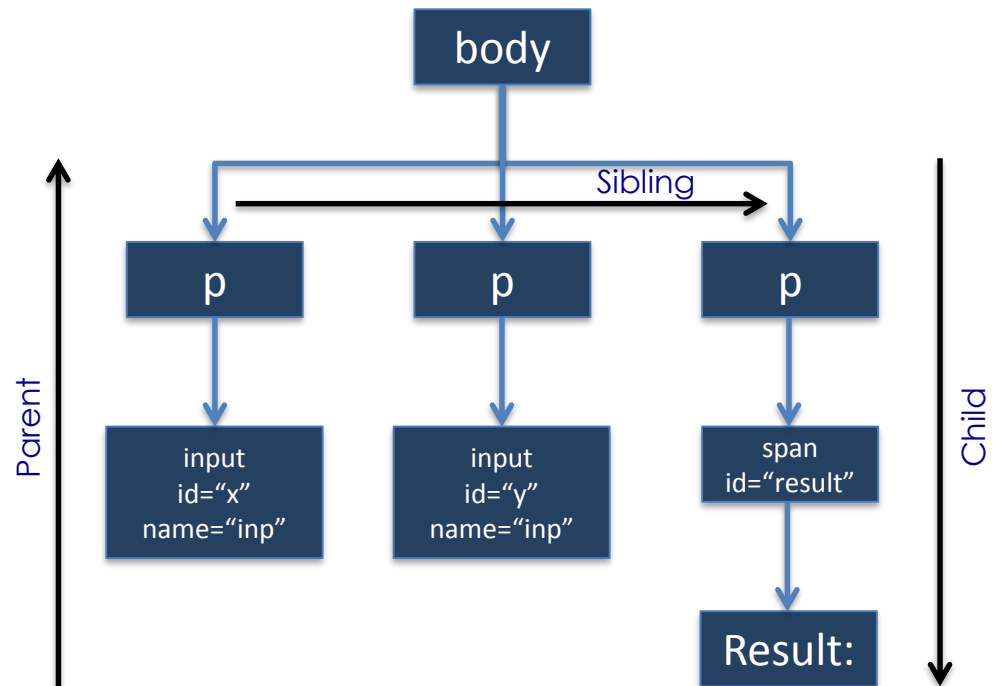 body
Sibling
p
p
p
Parent
Child
input
id=“x”
name=“inp”
input
id=“y”
name=“inp”
span
id=“result”
Result: